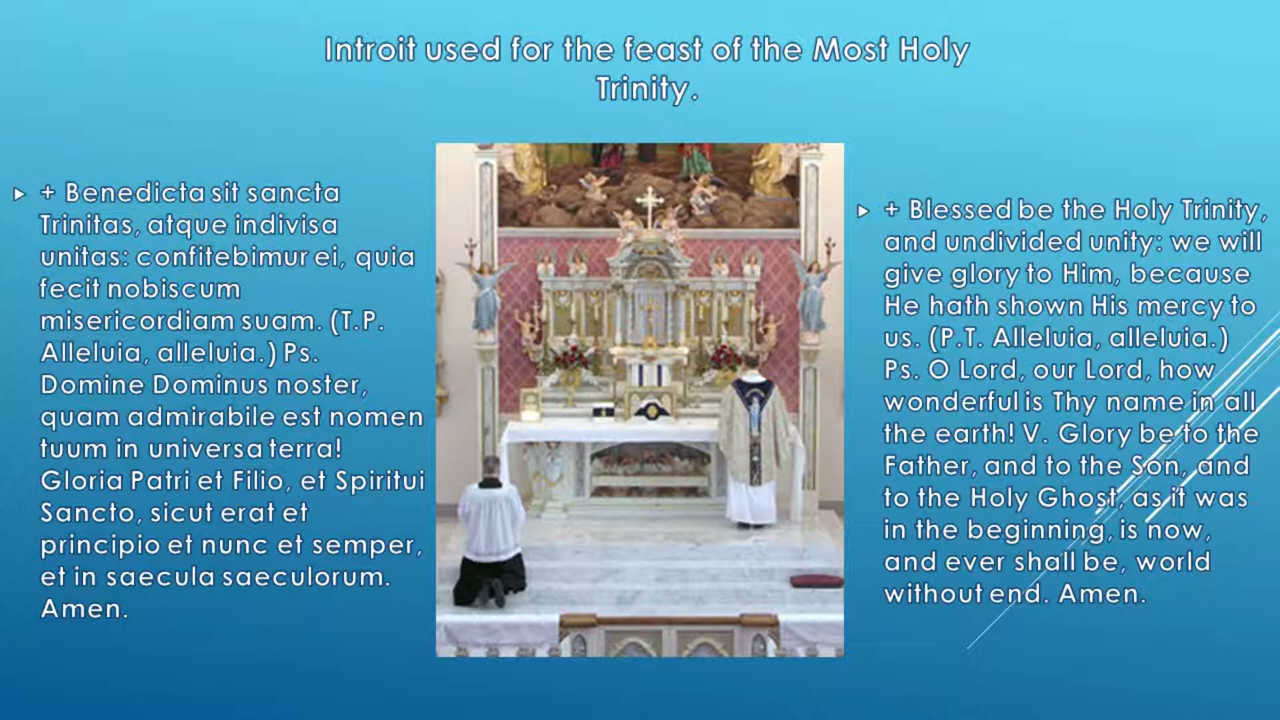 Introit used for the feast of the Most Holy
Trinity.
+ Benedicta sit sancta
Trinitas, atque indivisa
unitas: confitebimur ei, quia
fecit nobiscum
misericordiam suam. (T.P.
Alleluia, alleluia.) Ps.
Domine Dominus noster,
quam admirabile est nomen
tuum in universa terra!
Gloria Patri et Filio, et Spiritui
Sancto, sicut erat et
principio et nunc et semper,
et in saecula saeculorum.
Amen.
+ Blessed be the Holy Trinity,
and undivided unity: we will
give glory to Him, because
He hath shown His mercy to
us. (P.T. Alleluia, alleluia.)
Ps. O Lord, our Lord, how
wonderful is Thy name in all
the earth! V. Glory be to the
Father, and to the Son, and
to the Holy Ghost, as it was
in the beginning, is now,
and ever shall be, world
without end. Amen.